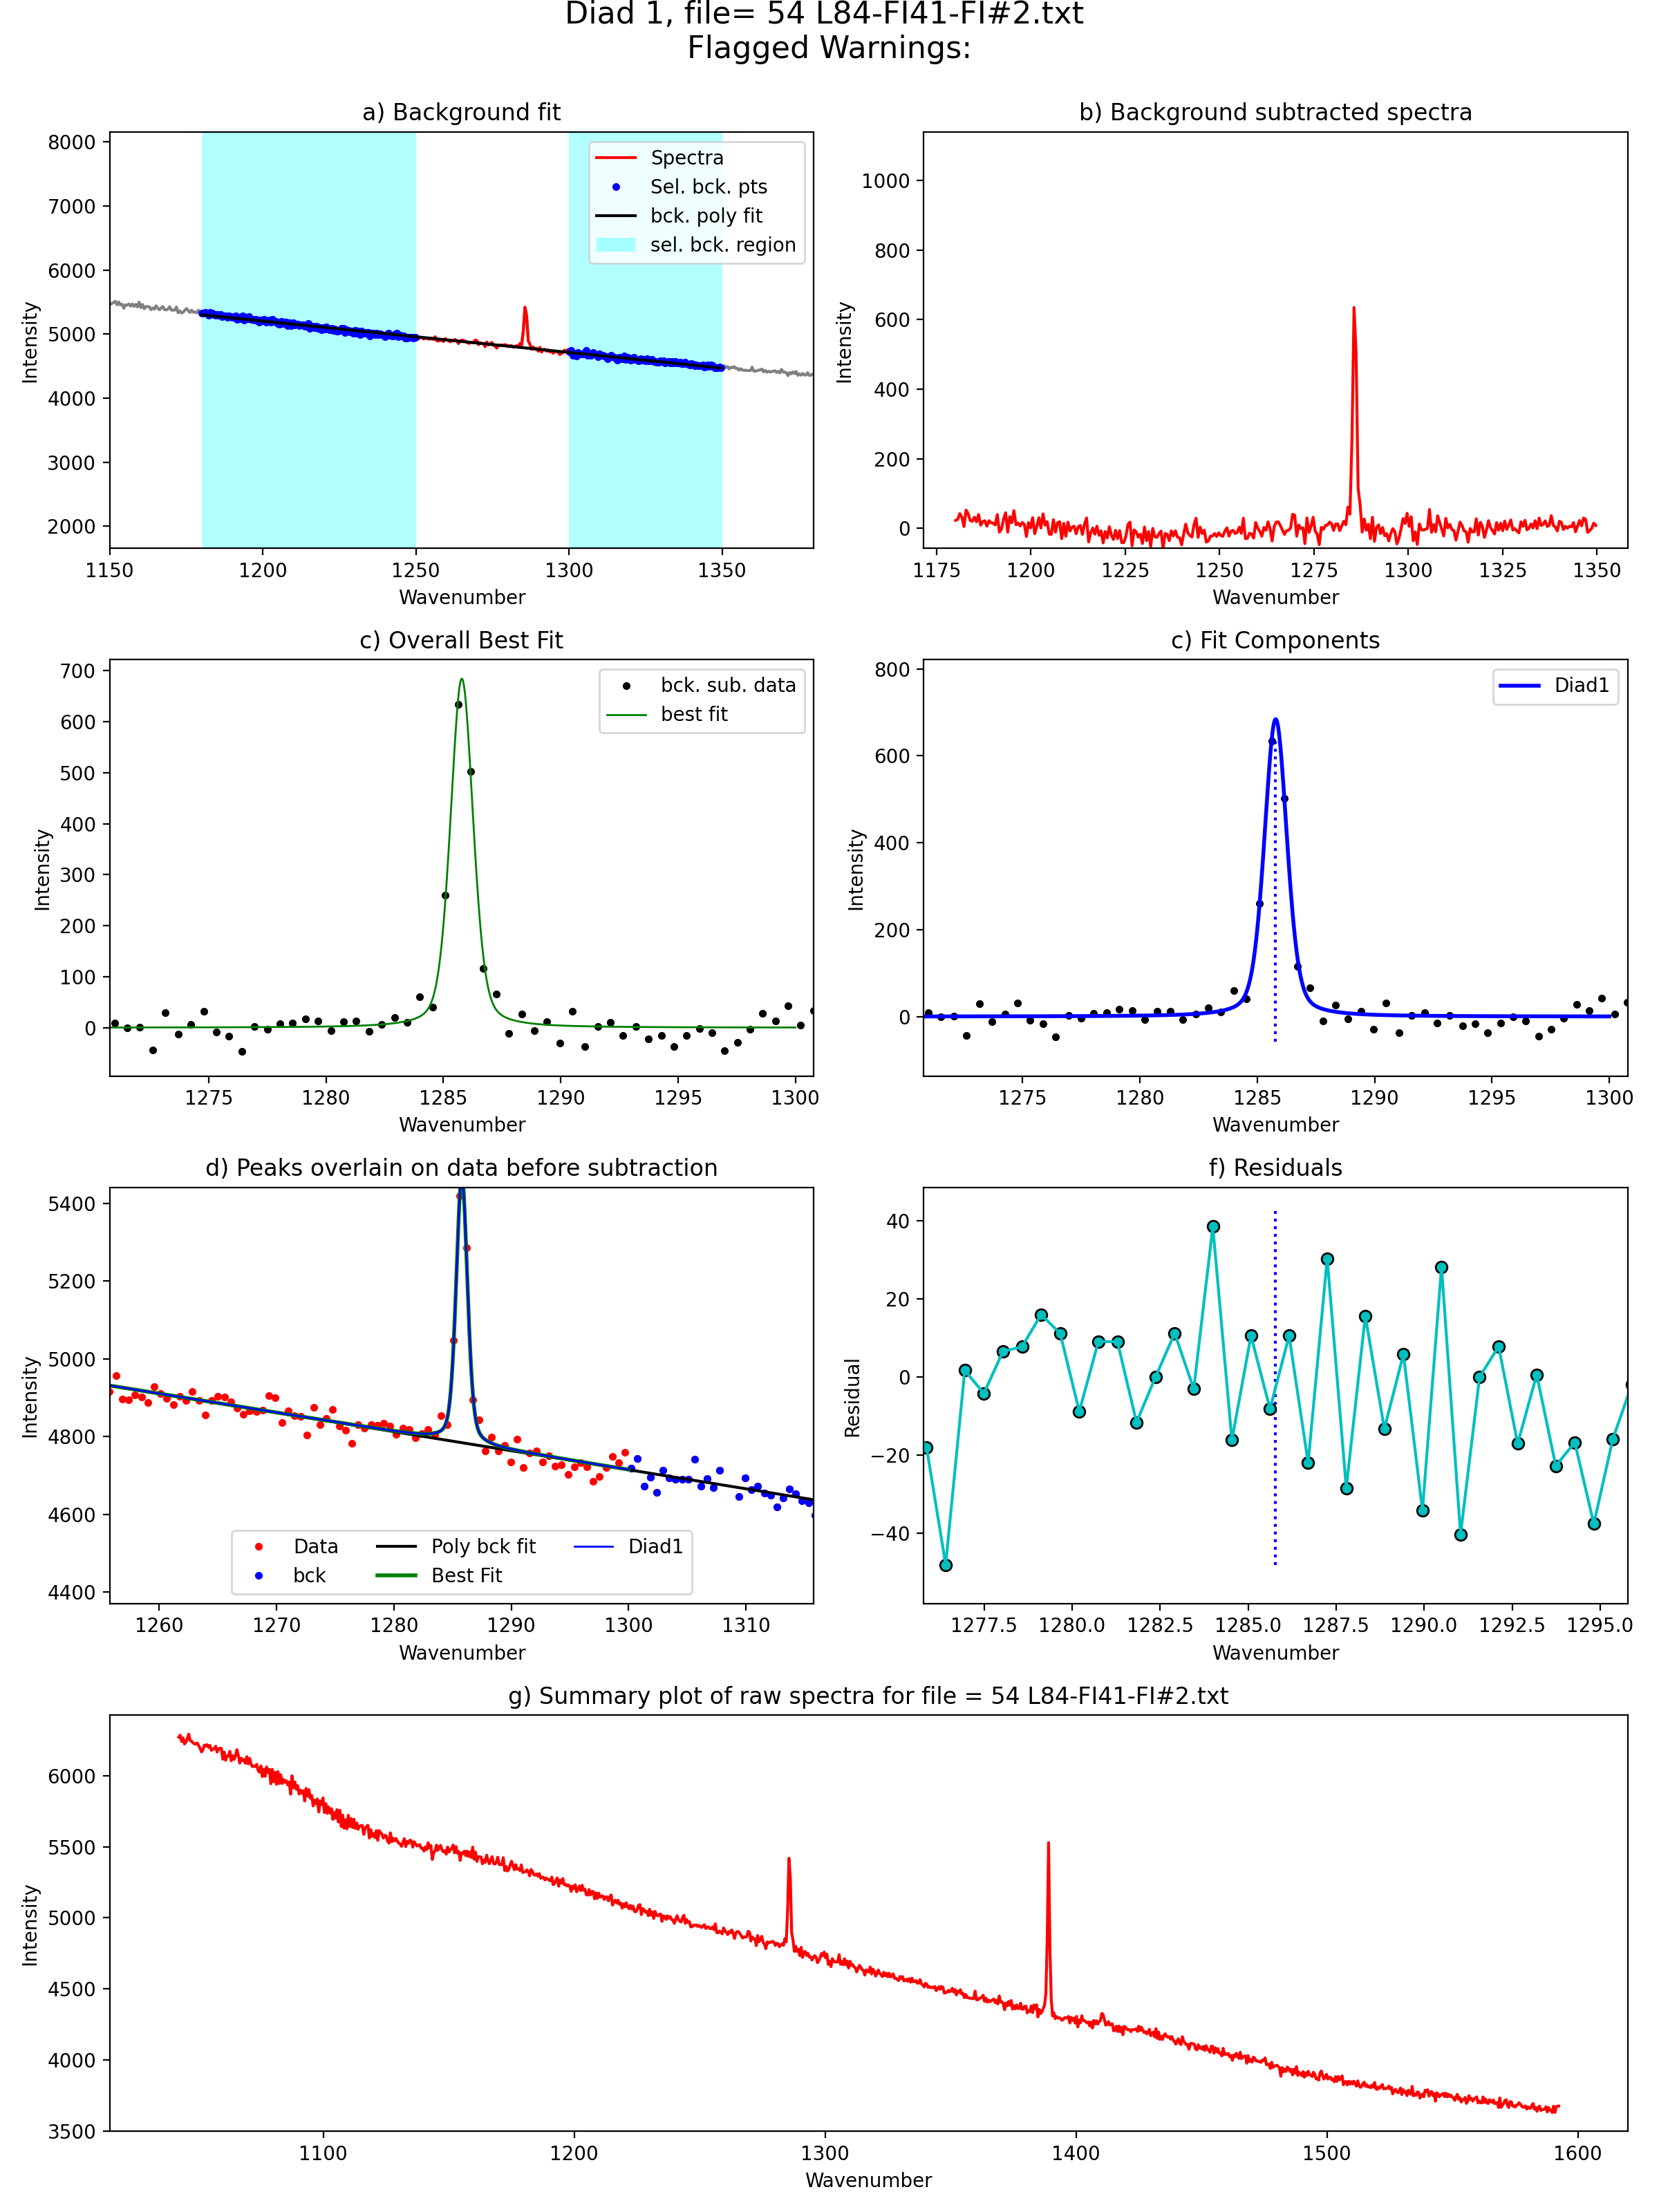 Diad 1, file= 54 L84-FI41-FI#2.txt
Flagged Warnings:
a) Background fit
8000
7000
6000
5000
4000
3000
2000
Intensity
Spectra
Sel. bck. pts
bck. poly fit
sel. bck. region
1150 1200 1250 1300 1350
Wavenumber
b) Background subtracted spectra
1000
800
600
400
200
0
Intensity
1175 1200 1225 1250 1275 1300 1325 1350
Wavenumber
c) Overall Best Fit
700
600
500
400
300
200
100
0
Intensity
bck. sub. data
best fit
1275 1280 1285 1290 1295 1300
Wavenumber
c) Fit Components
800
600
400
200
0
Intensity
Diad1
1275 1280 1285 1290 1295 1300
Wavenumber
d) Peaks overlain on data before subtraction
5400
5200
5000
4800
4600
4400
Intensity
Data Poly bck fit Diad1
bck Best Fit
1260 1270 1280 1290 1300 1310
Wavenumber
f) Residuals
40
20
0
−20
−40
Residual
1277.5 1280.0 1282.5 1285.0 1287.5 1290.0 1292.5 1295.0
Wavenumber
g) Summary plot of raw spectra for file = 54 L84-FI41-FI#2.txt
6000
5500
5000
4500
4000
3500
Intensity
1100 1200 1300 1400 1500 1600
Wavenumber